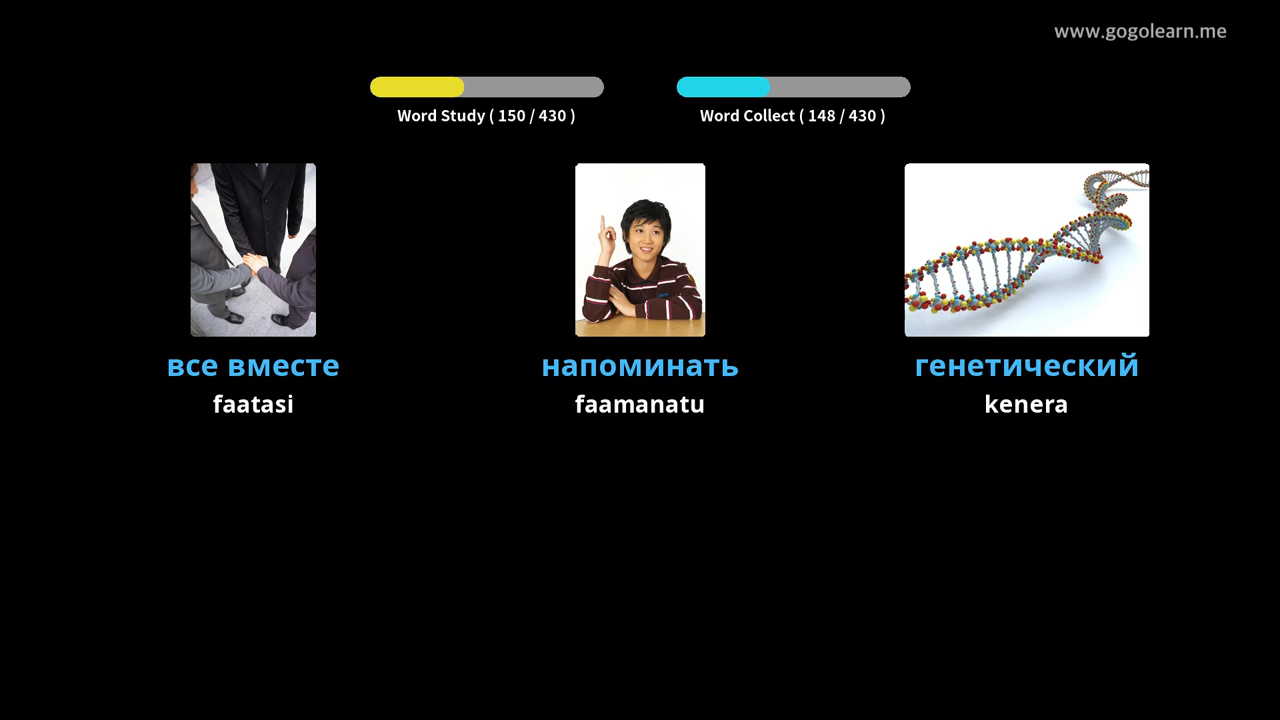 www.gogolearn.me
Word Study ( 150 / 430 )
Word Collect ( 148 / 430 )
все вместе
faatasi
напоминать
faamanatu
генетический
kenera